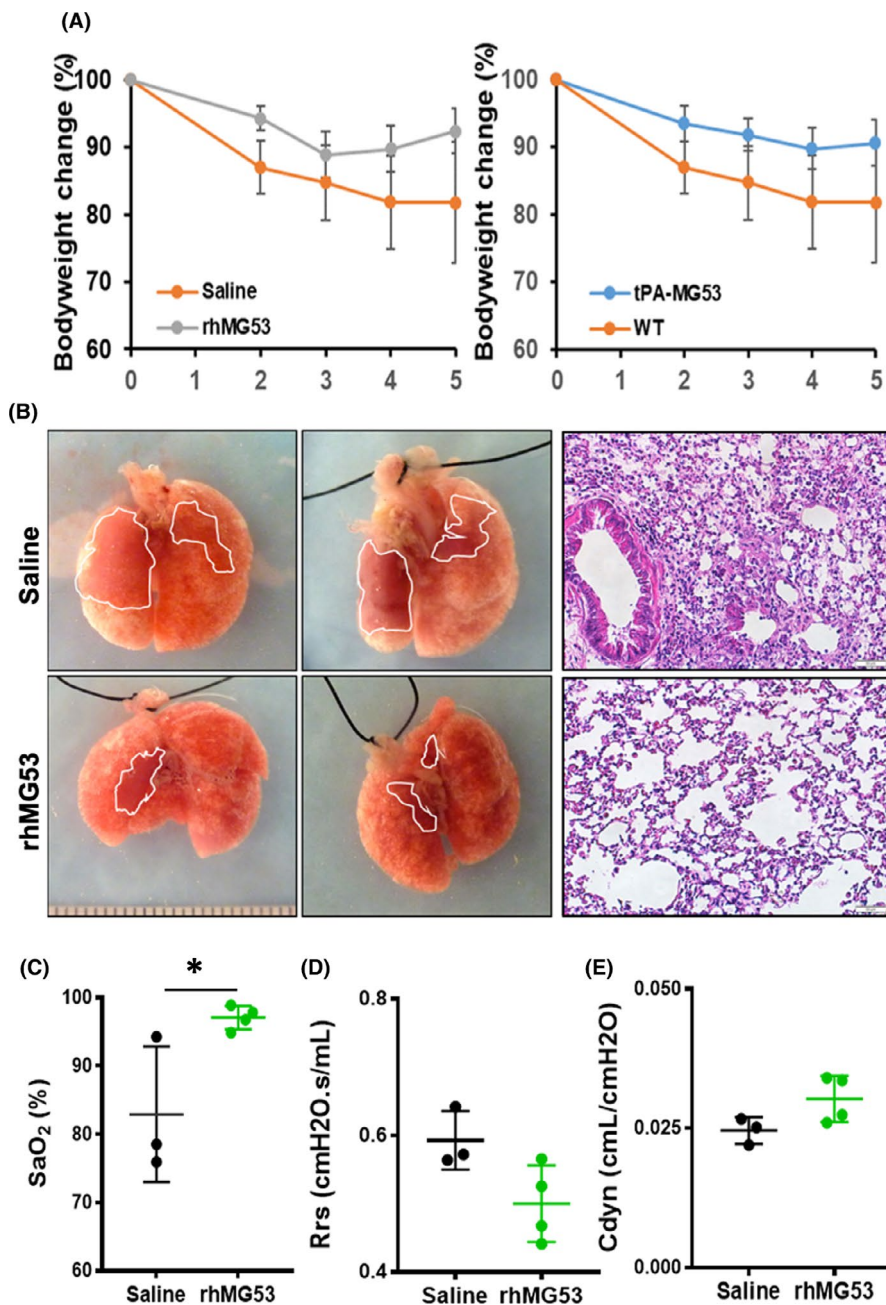 (A)
Bodyweight change (%)
100
90
80
70
60
Saline
rhMG53
0 1 2 3 4 5
Bodyweight change (%)
100
90
80
70
60
tPA-MG53
WT
0 1 2 3 4 5
(B)
Saline
rhMG53
(C)
*
SaO2 (%)
100
90
80
70
60
Saline rhMG53
(D)
Rrs (cmH2O.s/mL)
0.8
0.6
0.4
Saline rhMG53
(E)
Cdyn (cmL/cmH2O)
0.050
0.025
0.000
Saline rhMG53